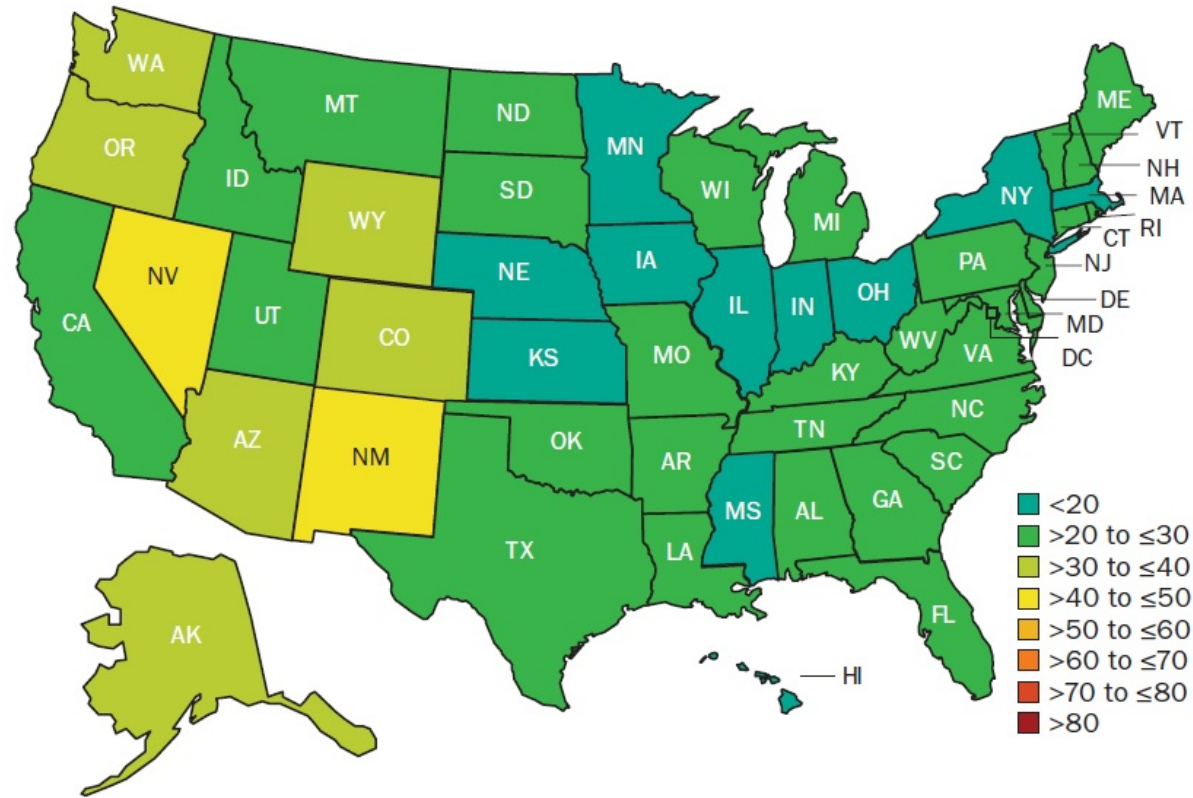 WA
MT
ND
MN
ME
VT
OR
ID
SD
WI
MI
NH
NY
MA
WY
RI
CT
NV
NE
IA
PA
NJ
CA
UT
CO
KS
IL
IN
OH
DE
MD
DC
MO
WV
VA
KY
AZ
NM
OK
AR
TN
NC
SC
TX
LA
MS
AL
GA
FL
AK
HI
<20
>20 to ≤30
>30 to ≤40
>40 to ≤50
>50 to ≤60
>60 to ≤70
>70 to ≤80
>80